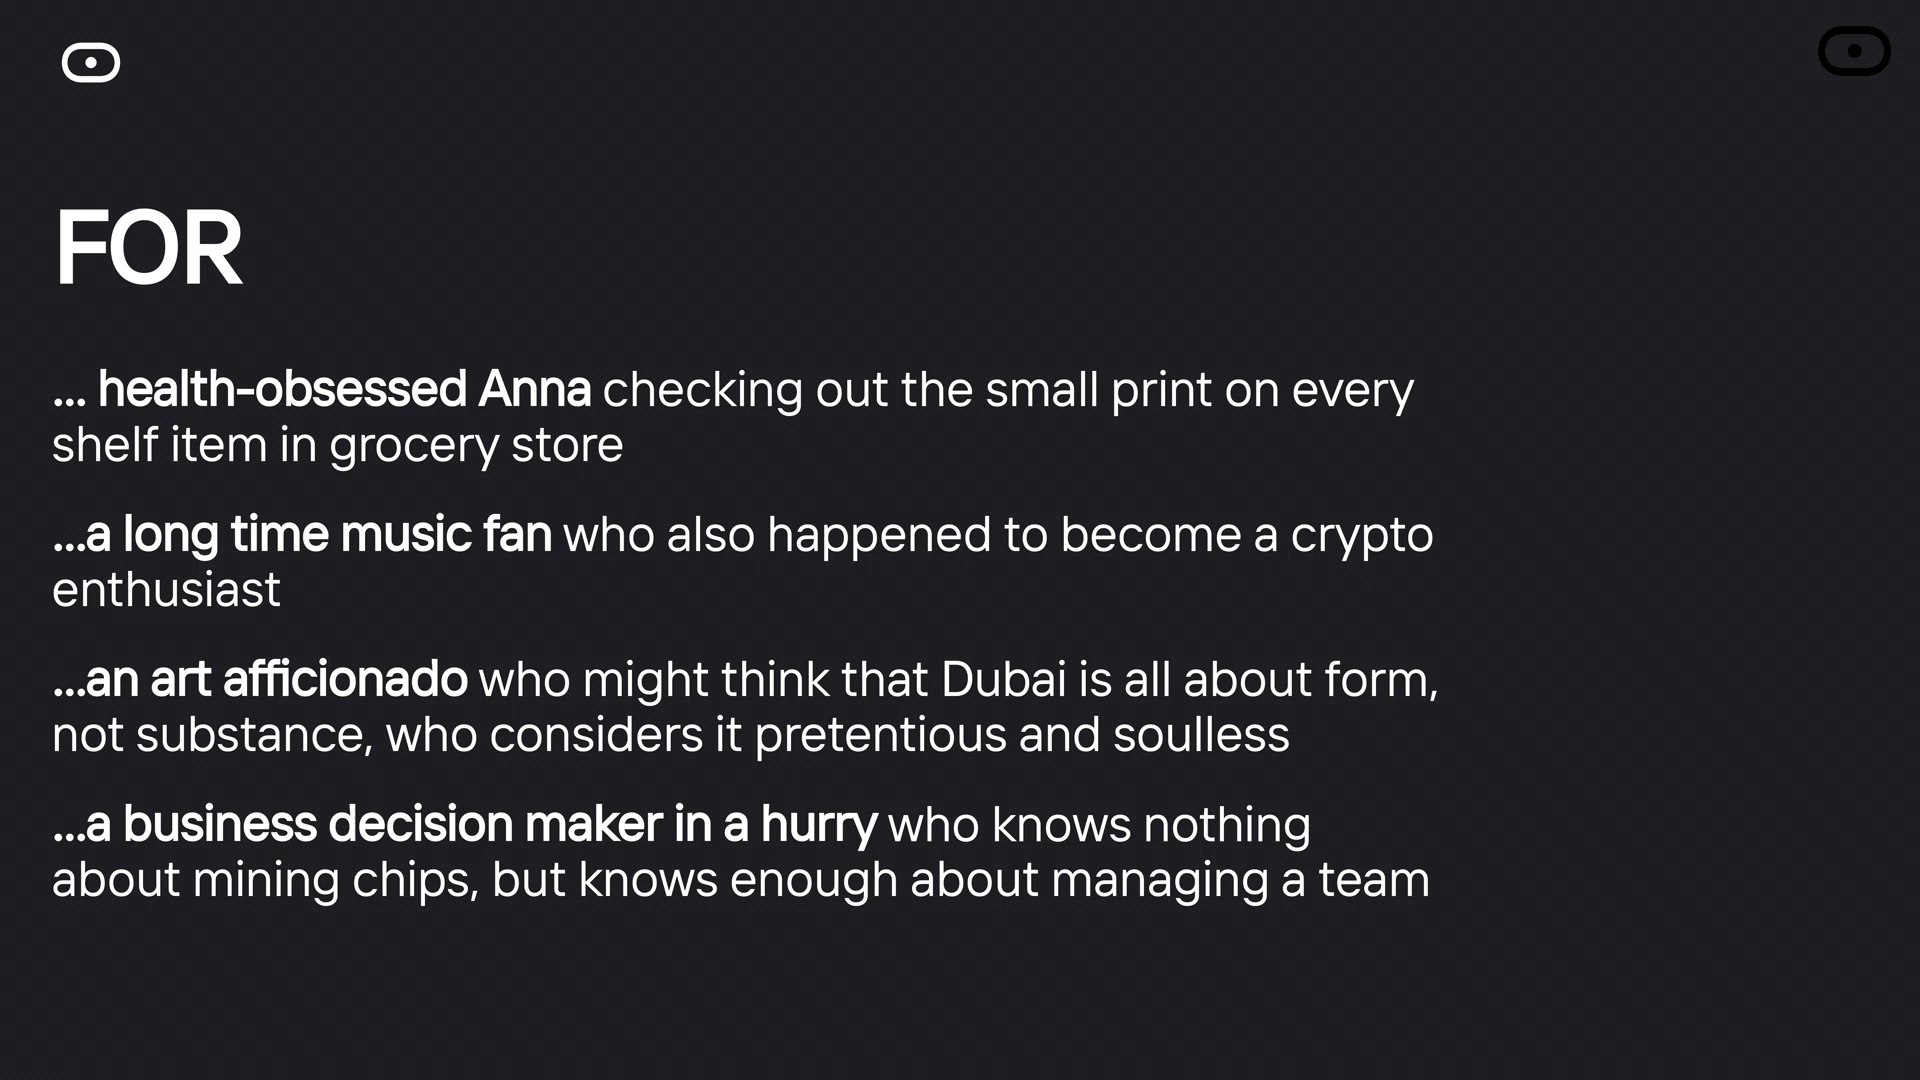 FOR
... health-obsessed Anna checking out the small print on every
shelf item in grocery store
...a long time music fan who also happened to become a crypto
enthusiast
...an art afficionado who might think that Dubai is all about form,
not substance, who considers it pretentious and soulless
...a business decision maker in a hurry who knows nothing
about mining chips, but knows enough about managing a team